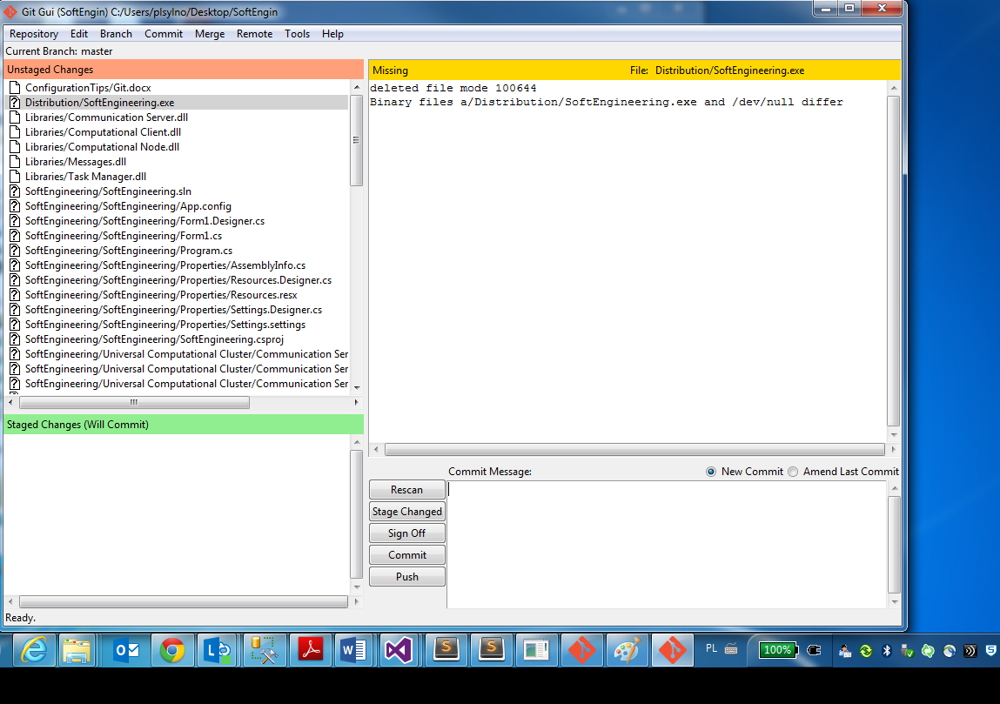 Git Gui (SoftEngin) C:/Users/plsylno/Desktop/SoftEngin
Repository Edit Branch Commit Merge Remote Tools Help
Current Branch: master
Unstaged Changes
ConfigurationTips/Git.docx
Distribution/SoftEngineering.exe
Libraries/Communication Server.dll
Libraries/Computational Client.dll
Libraries/Computational Node.dll
Libraries/Messages.dll
Libraries/Task Manager.dll
SoftEngineering/SoftEngineering.sln
SoftEngineering/SoftEngineering/App.config
SoftEngineering/SoftEngineering/Form1.Designer.cs
SoftEngineering/SoftEngineering/Form1.cs
SoftEngineering/SoftEngineering/Program.cs
SoftEngineering/SoftEngineering/Properties/AssemblyInfo.cs
SoftEngineering/SoftEngineering/Properties/Resources.Designer.cs
SoftEngineering/SoftEngineering/Properties/Resources.resx
SoftEngineering/SoftEngineering/Properties/Settings.Designer.cs
SoftEngineering/SoftEngineering/Properties/Settings.settings
SoftEngineering/SoftEngineering/SoftEngineering.csproj
SoftEngineering/Universal Computational Cluster/Communication Ser
SoftEngineering/Universal Computational Cluster/Communication Ser
SoftEngineering/Universal Computational Cluster/Communication Ser
Staged Changes (Will Commit)
Missing File: Distribution/SoftEngineering.exe
deleted file mode 100644
Binary files a/Distribution/SoftEngineering.exe and /dev/null differ
Commit Message: New Commit Amend Last Commit
Rescan
Stage Changed
Sign Off
Commit
Push
Ready.
PL 100%